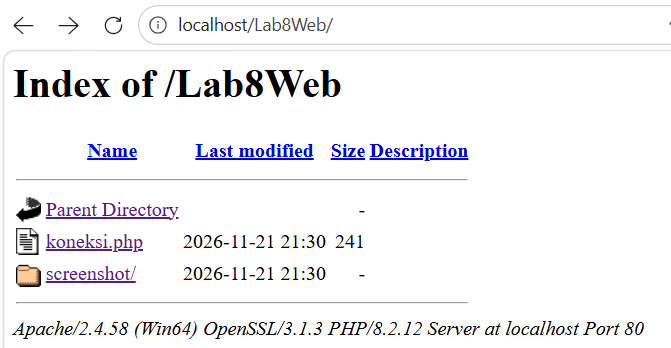 localhost/Lab8Web/
Index of /Lab8Web
Name Last modified Size Description
Parent Directory -
koneksi.php 2026-11-21 21:30 241
screenshot/ 2026-11-21 21:30 -
Apache/2.4.58 (Win64) OpenSSL/3.1.3 PHP/8.2.12 Server at localhost Port 80